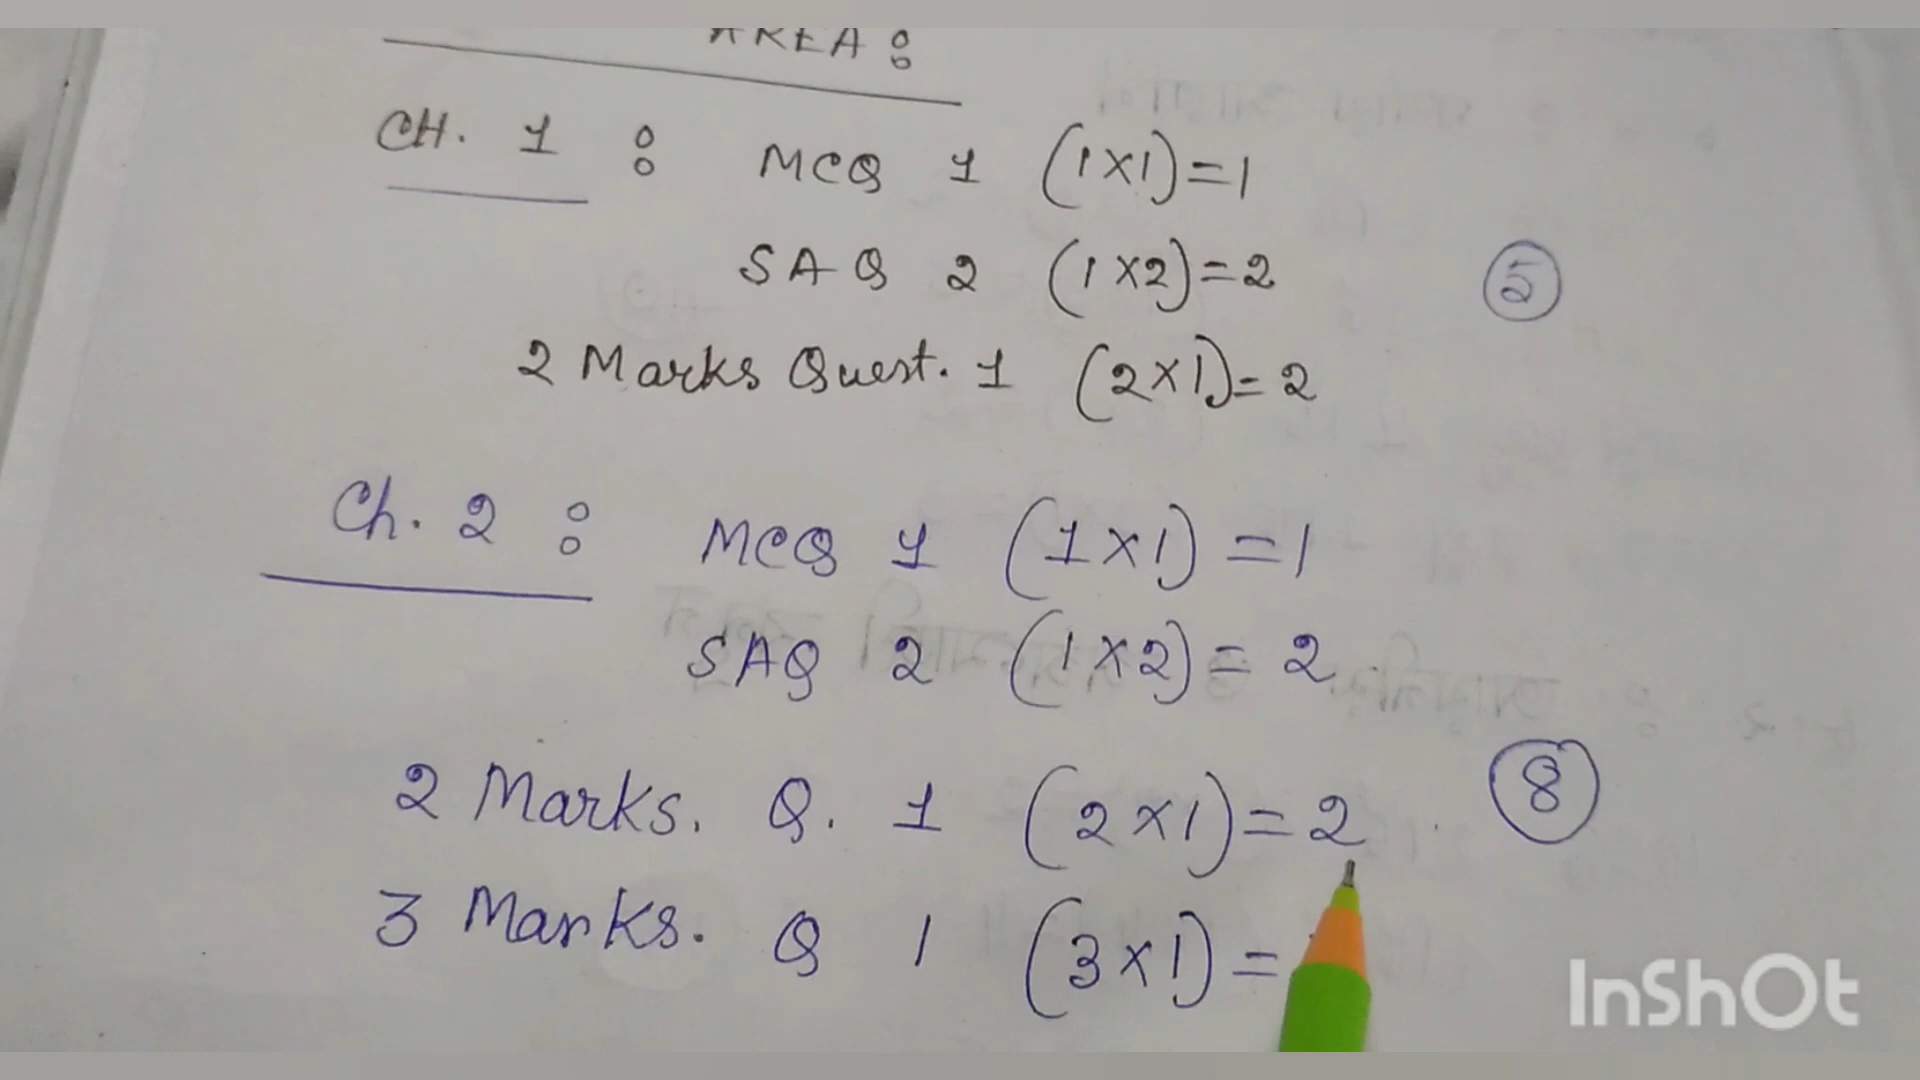 AREA :
CH. 1 : MCQ 1 (1×1)=1
SAQ 2 (1×2)=2
5
2 Marks Quest. 1 (2×1)=2
Ch. 2 : MCQ 1 (1×1)=1
SAQ 2 (1×2)=2
2 Marks. Q. 1 (2×1)=2
8
3 Marks. Q 1 (3×1)=
InShOt